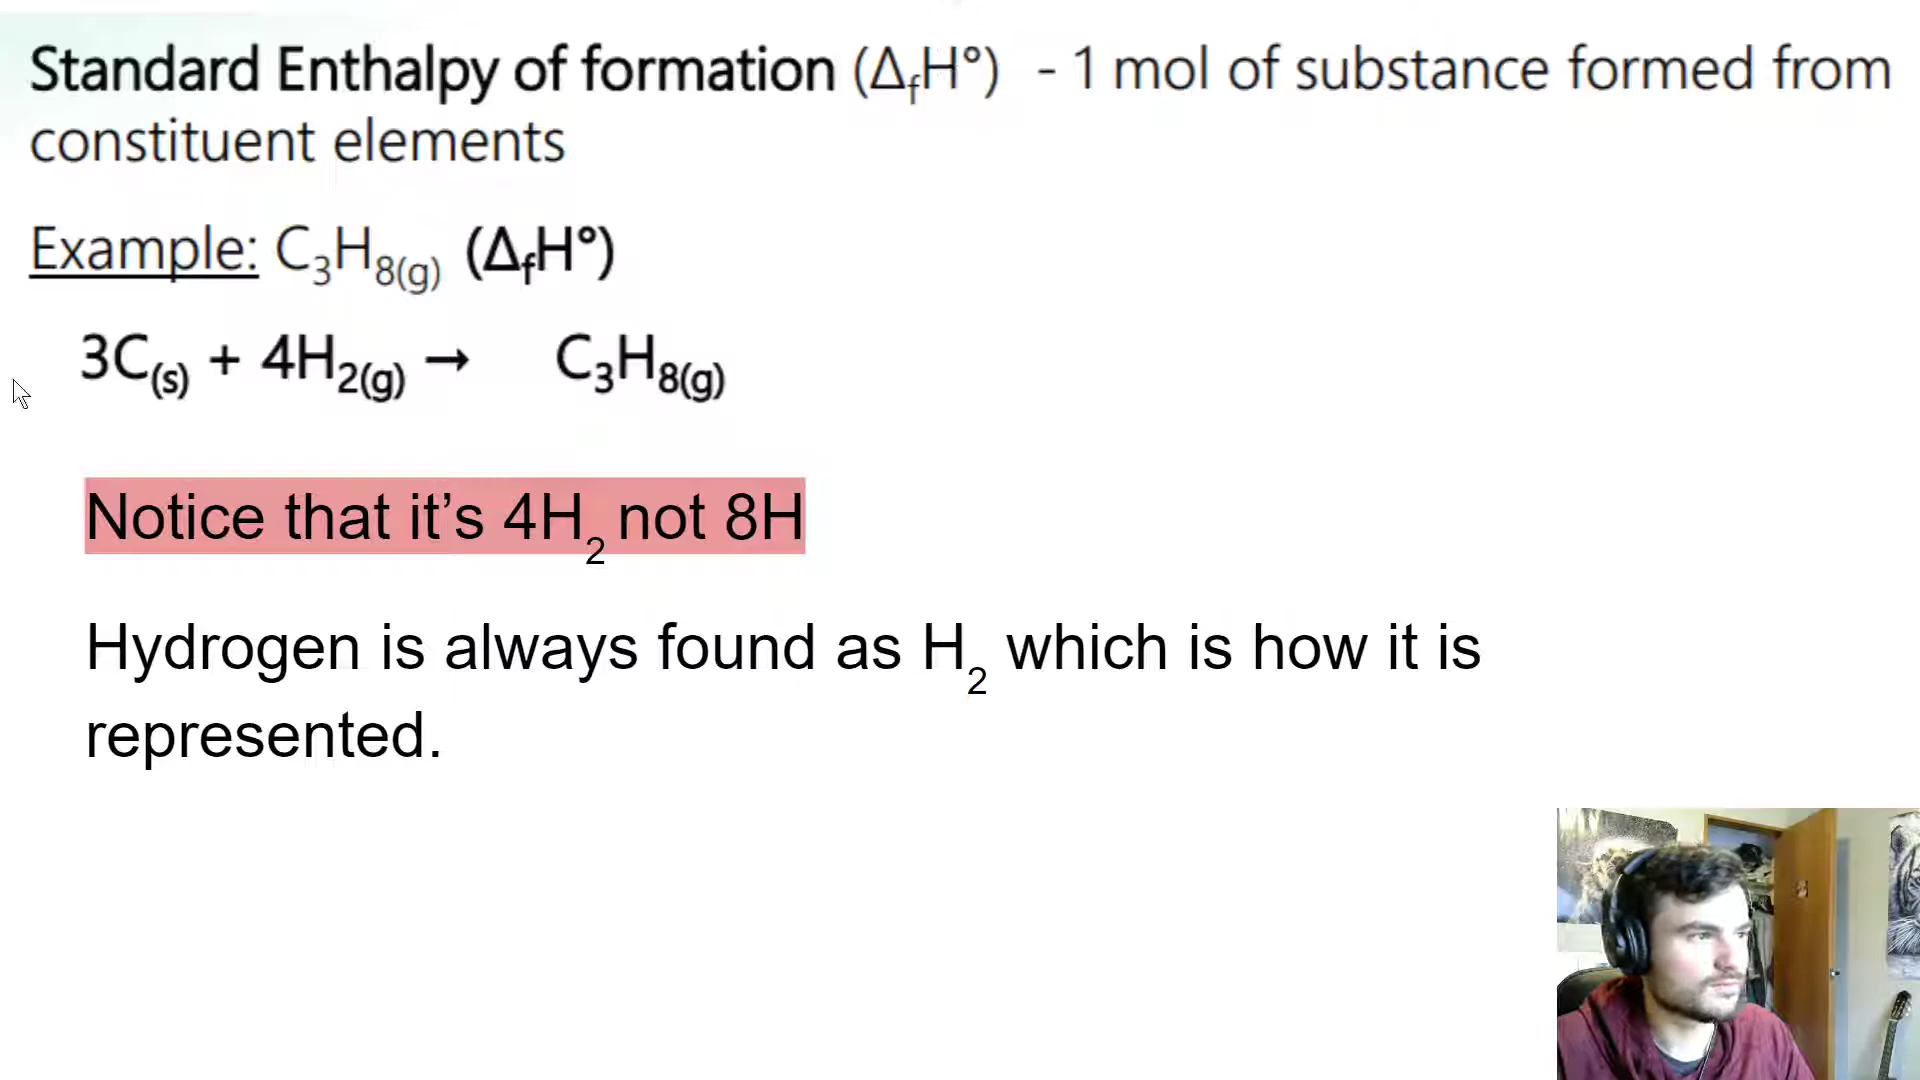 Standard Enthalpy of formation (ΔfH°) - 1 mol of substance formed from
constituent elements
Example: C₃H₈(g) (ΔfH°)
3C(s) + 4H₂(g) → C₃H₈(g)
Notice that it’s 4H₂ not 8H
Hydrogen is always found as H₂ which is how it is
represented.